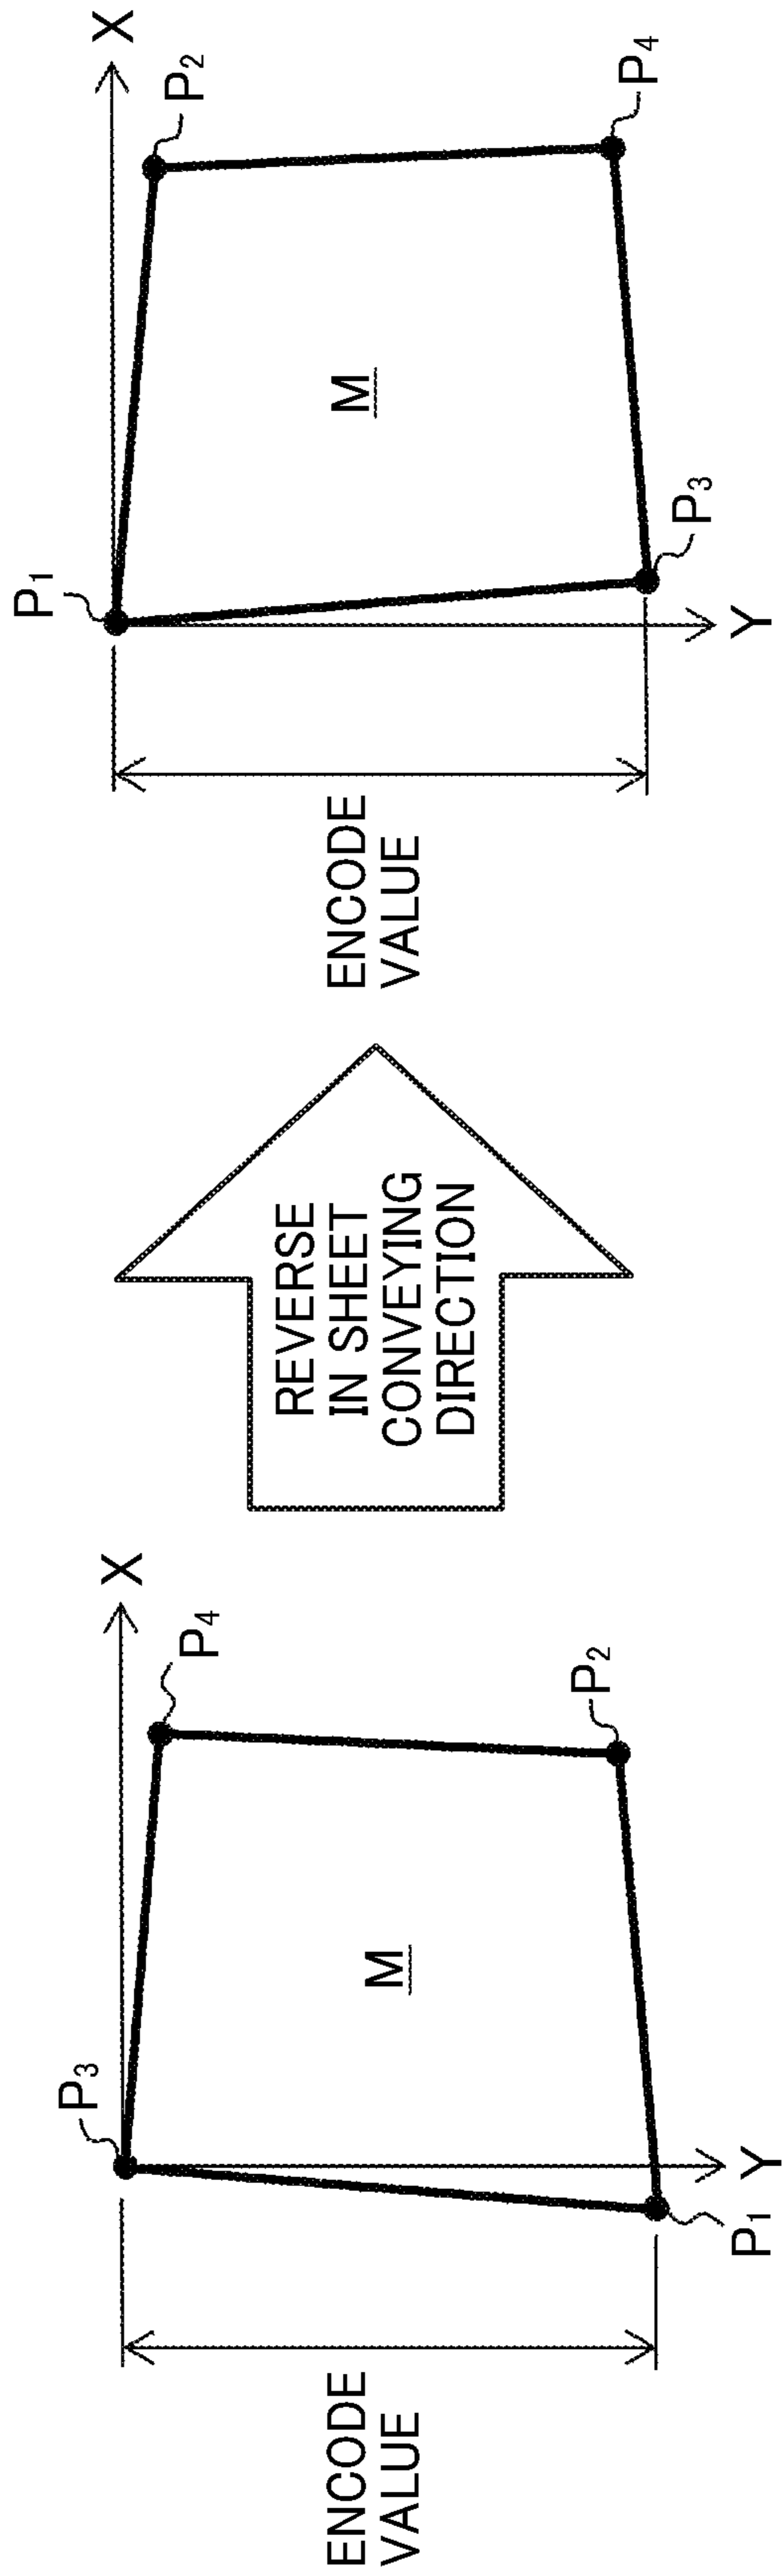 P3
X
P4
ENCODE
VALUE
M
P2
P1
Y
REVERSE
IN SHEET
CONVEYING
DIRECTION
P1
X
P2
ENCODE
VALUE
M
P4
P3
Y